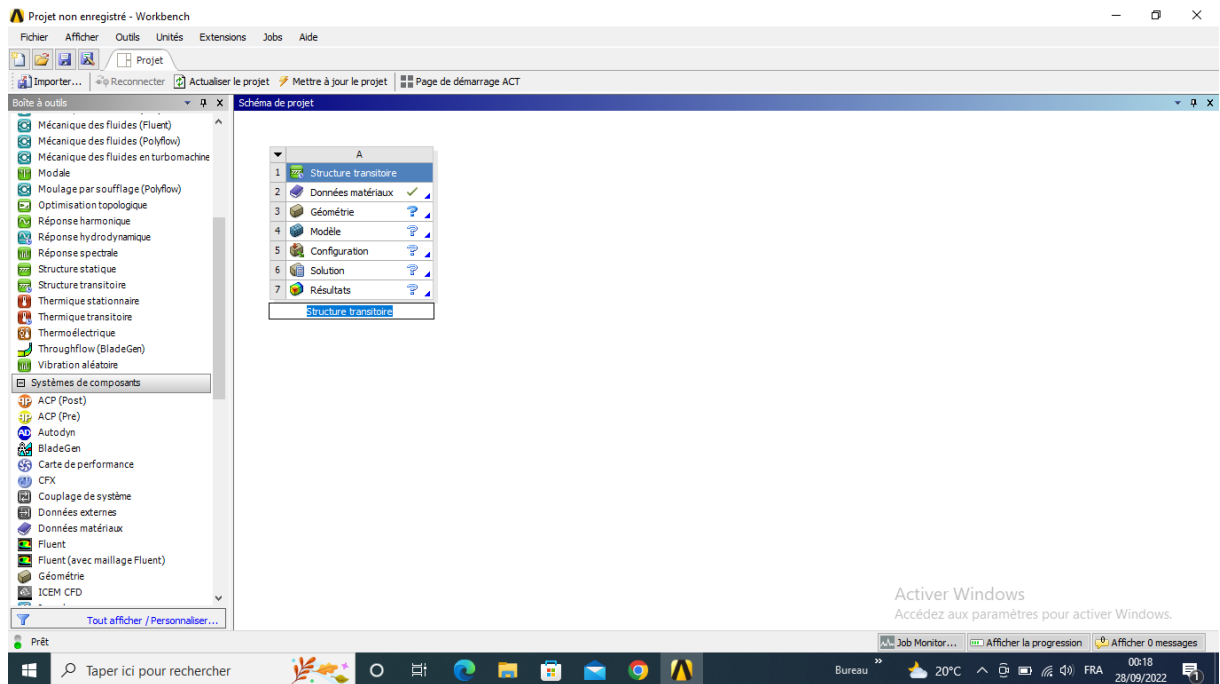 Projet non enregistré - Workbench
Fichier Afficher Outils Unités Extensions Jobs Aide
Projet
Importer... Reconnecter Actualiser le projet Mettre à jour le projet Page de démarrage ACT
Boîte à outils
Schéma de projet
Mécanique des fluides (Fluent)
Mécanique des fluides (Polyflow)
Mécanique des fluides en turbomachine
Modale
Moulage par soufflage (Polyflow)
Optimisation topologique
Réponse harmonique
Réponse hydrodynamique
Réponse spectrale
Structure statique
Structure transitoire
Thermique stationnaire
Thermique transitoire
Thermoélectrique
Throughflow (BladeGen)
Vibration aléatoire
Systèmes de composants
ACP (Post)
ACP (Pre)
Autodyn
BladeGen
Carte de performance
CFX
Couplage de système
Données externes
Données matériaux
Fluent
Fluent (avec maillage Fluent)
Géométrie
ICEM CFD
Tout afficher / Personnaliser...
A
1 Structure transitoire
2 Données matériaux
3 Géométrie ?
4 Modèle ?
5 Configuration ?
6 Solution ?
7 Résultats ?
Structure transitoire
Activer Windows
Accédez aux paramètres pour activer Windows.
Prêt
Job Monitor... Afficher la progression Afficher 0 messages
Taper ici pour rechercher
Bureau
20°C
FRA
00:18
28/09/2022
1